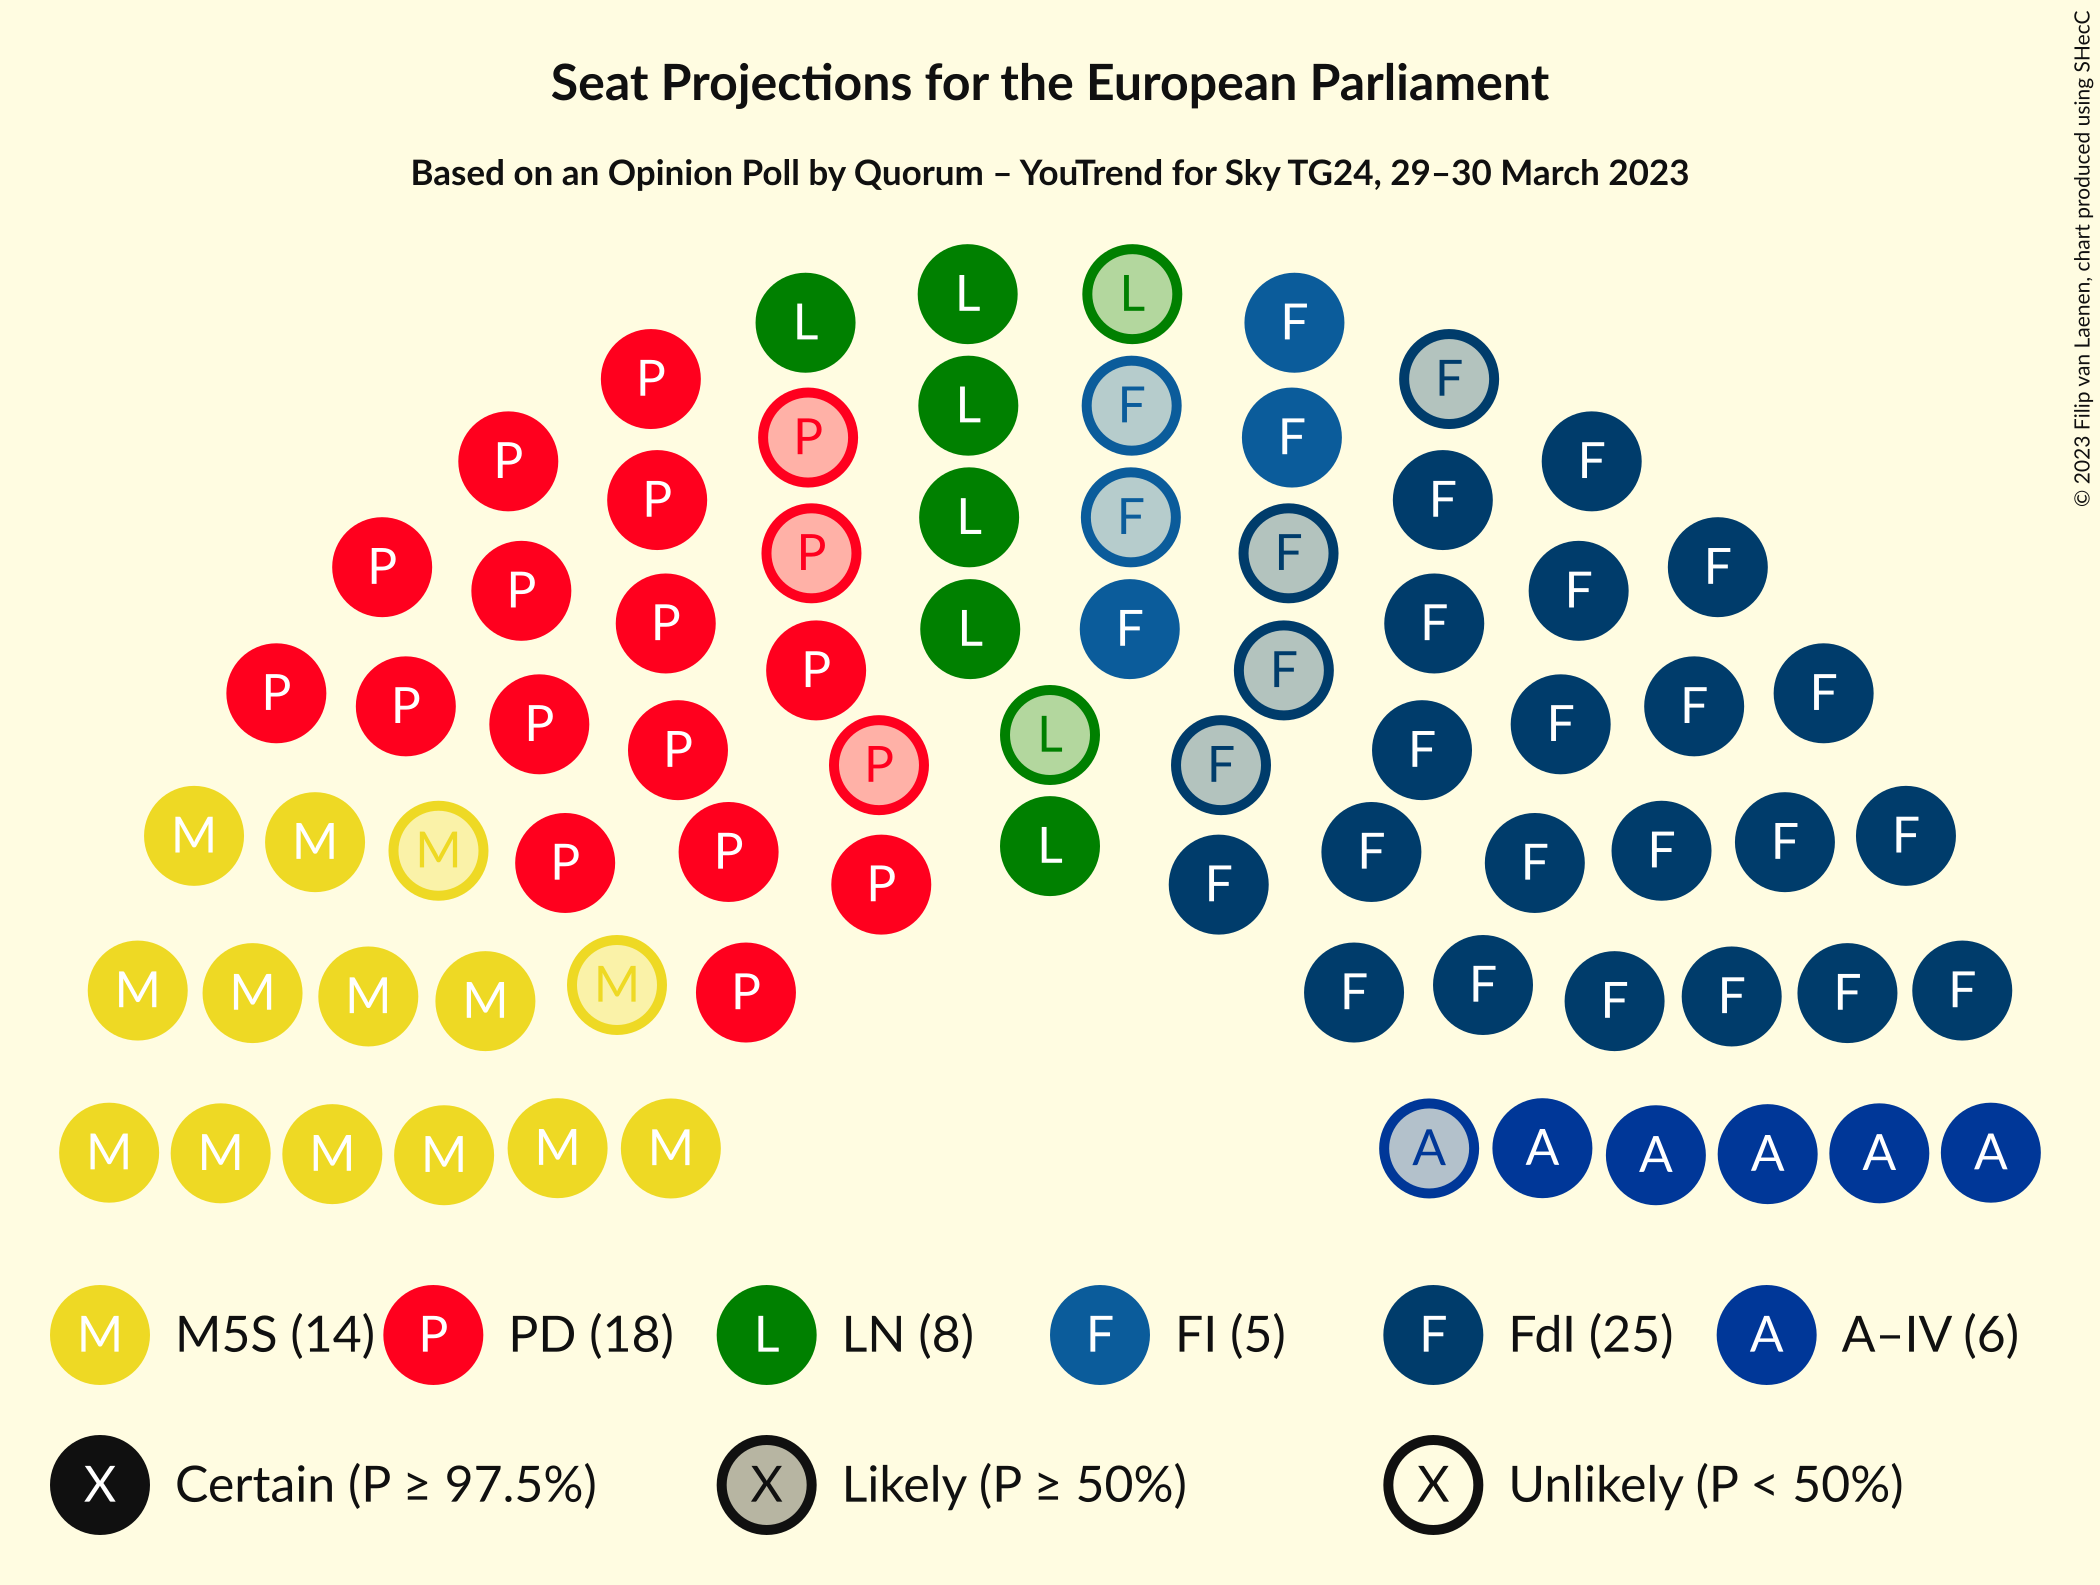 Seat Projections for the European Parliament
Based on an Opinion Poll by Quorum – YouTrend for Sky TG24, 29–30 March 2023
© 2023 Filip van Laenen, chart produced using SHecC
L L
L F
P F
L F
P F
P F
P F
P F
L F
P F
P F
P F
L F
P F
P F
P F
L F
P F
P F
P F
P F
L
P F
P F
M M M P P P L F F F F F F
M M M M M P F F F F F F
M M M M M M A A A A A A
M M5S (14) P PD (18) L LN (8) F FI (5) F FdI (25) A A–IV (6)
X Certain (P ≥ 97.5%) X Likely (P ≥ 50%) X Unlikely (P < 50%)